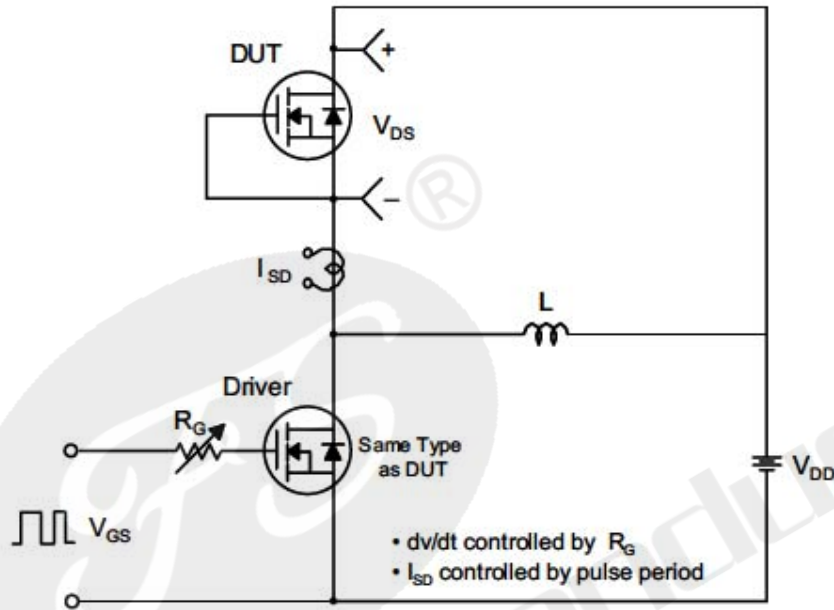 DUT
+
V_DS
–
I_SD
L
Driver
R_G
Same Type
as DUT
V_DD
V_GS
• dv/dt controlled by R_G
• I_SD controlled by pulse period
®